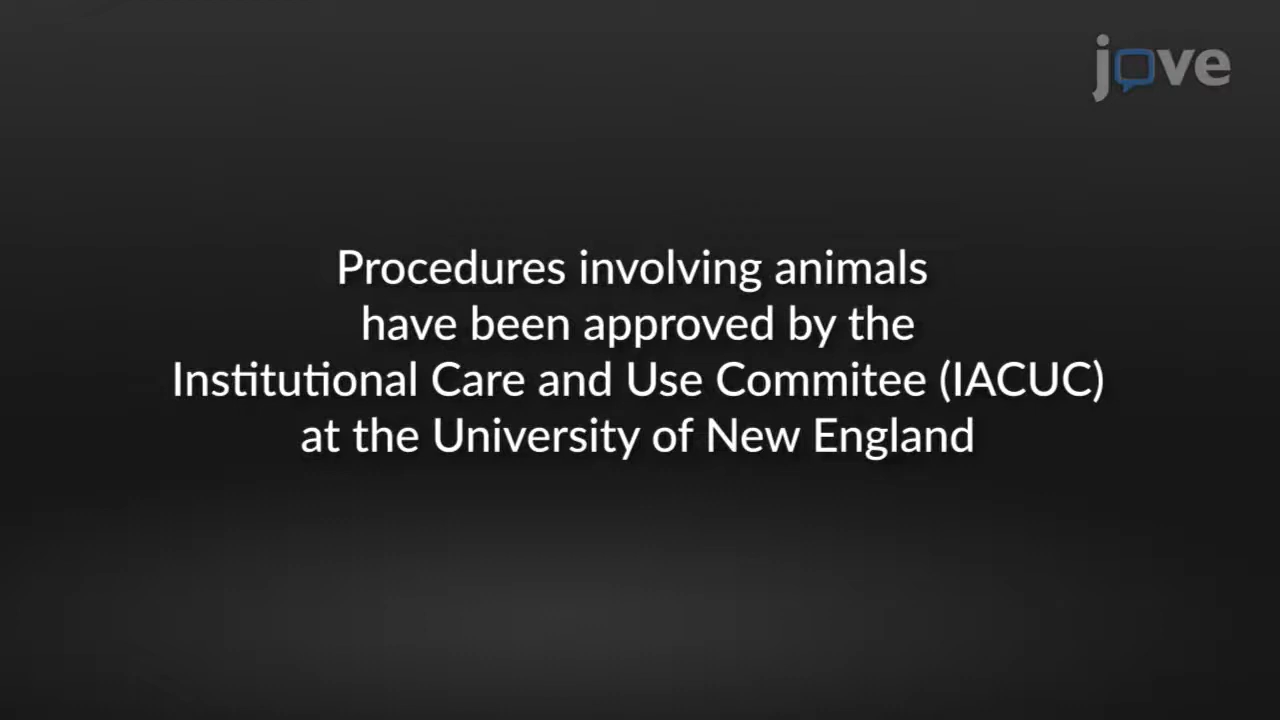 jove
Procedures involving animals
have been approved by the
Institutional Care and Use Commitee (IACUC)
at the University of New England